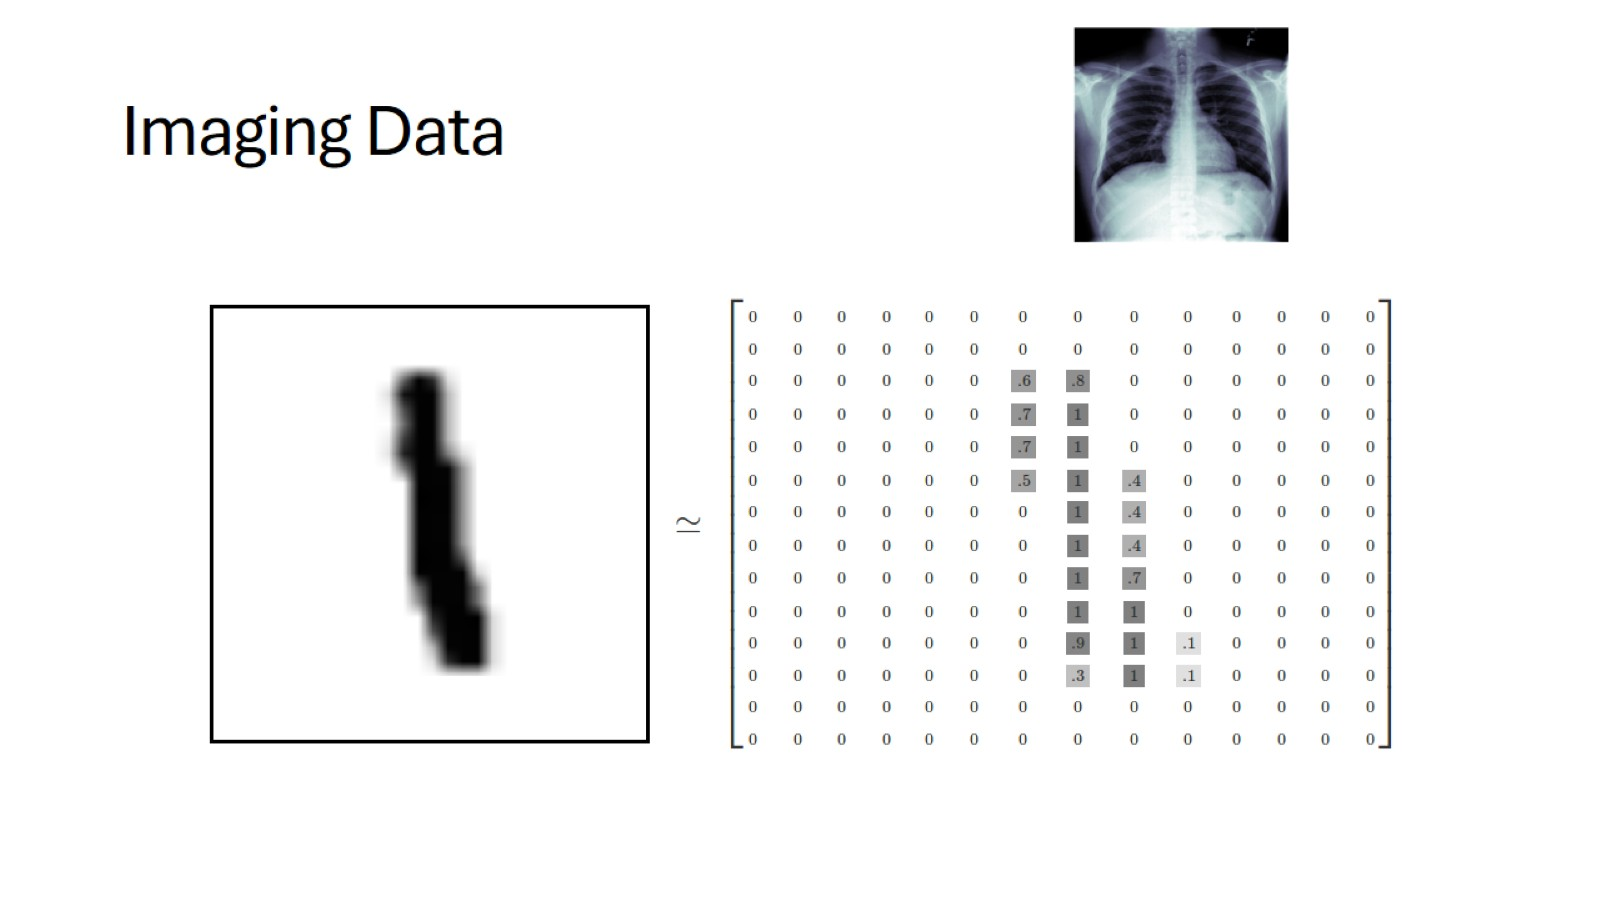 Imaging Data
0 0 0 0 0 0 0 0 0 0 0 0 0 0
0 0 0 0 0 0 0 0 0 0 0 0 0 0
0 0 0 0 0 0 .6 .8 0 0 0 0 0 0
0 0 0 0 0 0 .7 1 0 0 0 0 0 0
0 0 0 0 0 0 .7 1 0 0 0 0 0 0
0 0 0 0 0 0 .5 1 .4 0 0 0 0 0
≃ 0 0 0 0 0 0 0 1 .4 0 0 0 0 0
0 0 0 0 0 0 0 1 .4 0 0 0 0 0
0 0 0 0 0 0 0 1 .7 0 0 0 0 0
0 0 0 0 0 0 0 1 1 0 0 0 0 0
0 0 0 0 0 0 0 .9 1 .1 0 0 0 0
0 0 0 0 0 0 0 .3 1 .1 0 0 0 0
0 0 0 0 0 0 0 0 0 0 0 0 0 0
0 0 0 0 0 0 0 0 0 0 0 0 0 0